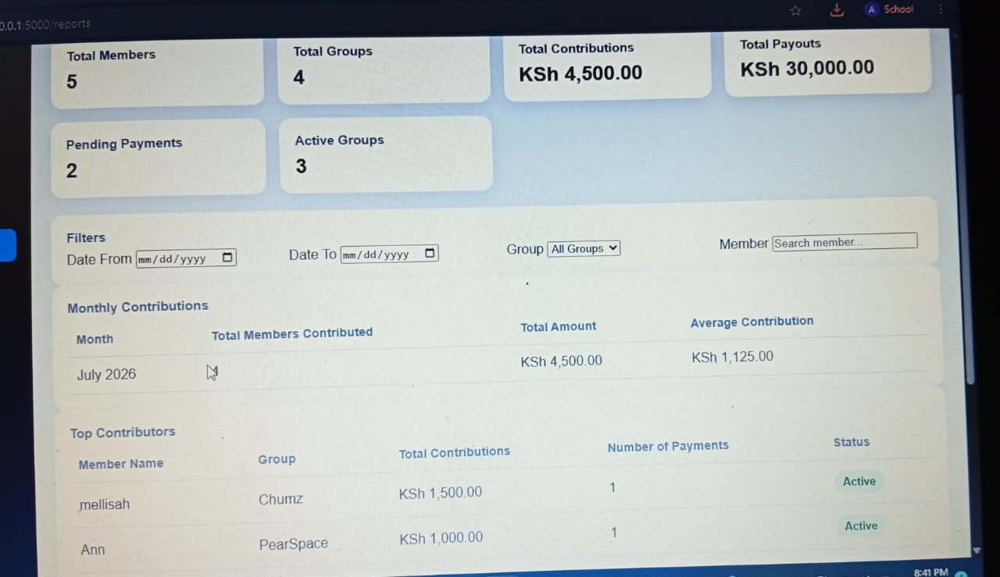 0.0.1:5000/reports
A School
Total Members
5
Total Groups
4
Total Contributions
KSh 4,500.00
Total Payouts
KSh 30,000.00
Pending Payments
2
Active Groups
3
Filters
Date From mm/dd/yyyy
Date To mm/dd/yyyy
Group All Groups
Member Search member...
Monthly Contributions
Month Total Members Contributed Total Amount Average Contribution
July 2026 KSh 4,500.00 KSh 1,125.00
Top Contributors
Member Name Group Total Contributions Number of Payments Status
mellisah Chumz KSh 1,500.00 1 Active
Ann PearSpace KSh 1,000.00 1 Active
8:41 PM